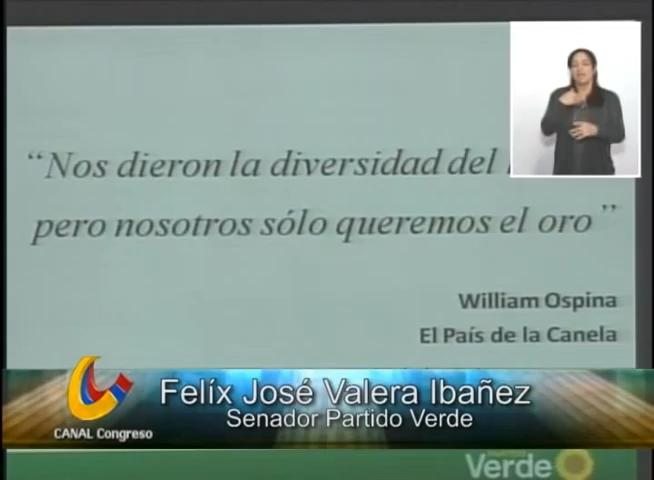 “Nos dieron la diversidad del
pero nosotros sólo queremos el oro”
William Ospina
El País de la Canela
Felíx José Valera Ibañez
Senador Partido Verde
CANAL Congreso
Verde